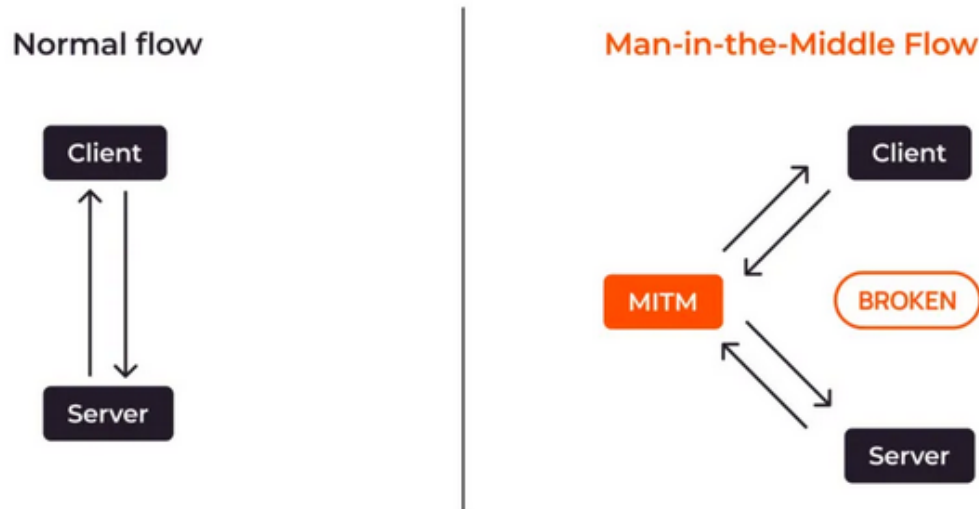 Normal flow
Client
Server
Man-in-the-Middle Flow
Client
MITM
BROKEN
Server